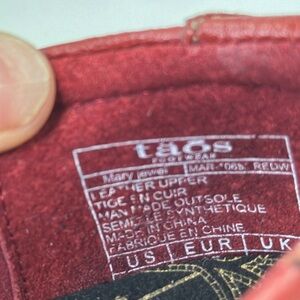 taos
FOOTWEAR
Mary jewel MAR-106b REDW
LEATHER UPPER
TIGE EN CUIR
MAN MADE OUTSOLE
SEMELLE SYNTHETIQUE
MADE IN CHINA
FABRIQUE EN CHINE
US EUR UK